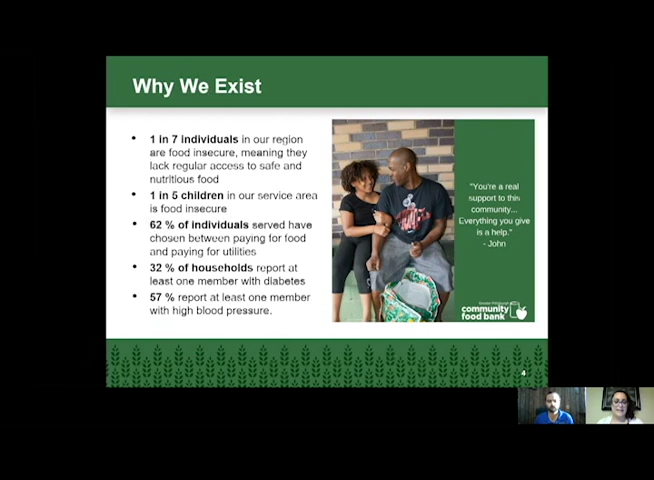 Why We Exist
• 1 in 7 individuals in our region
are food insecure, meaning they
lack regular access to safe and
nutritious food
• 1 in 5 children in our service area
is food insecure
• 62 % of individuals served have
chosen between paying for food
and paying for utilities
• 32 % of households report at
least one member with diabetes
• 57 % report at least one member
with high blood pressure.
"You're a real
support to this
community...
Everything you give
is a help."
- John
Greater Pittsburgh
community
food bank
4